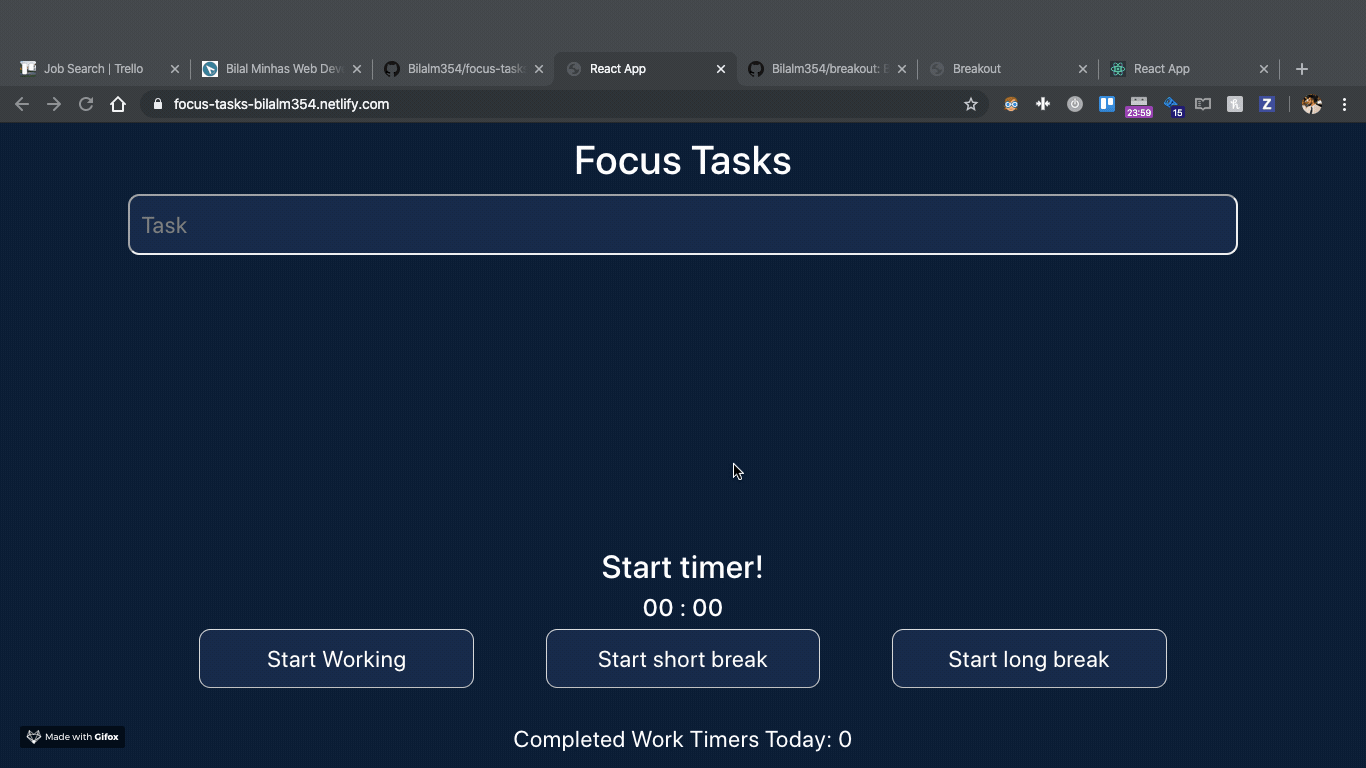 Job Search | Trello
Bilal Minhas Web Dev
Bilalm354/focus-task
React App
Bilalm354/breakout: B
Breakout
React App
focus-tasks-bilalm354.netlify.com
23:59
15
Z
Focus Tasks
Task
Start timer!
00 : 00
Start Working
Start short break
Start long break
Made with Gifox
Completed Work Timers Today: 0